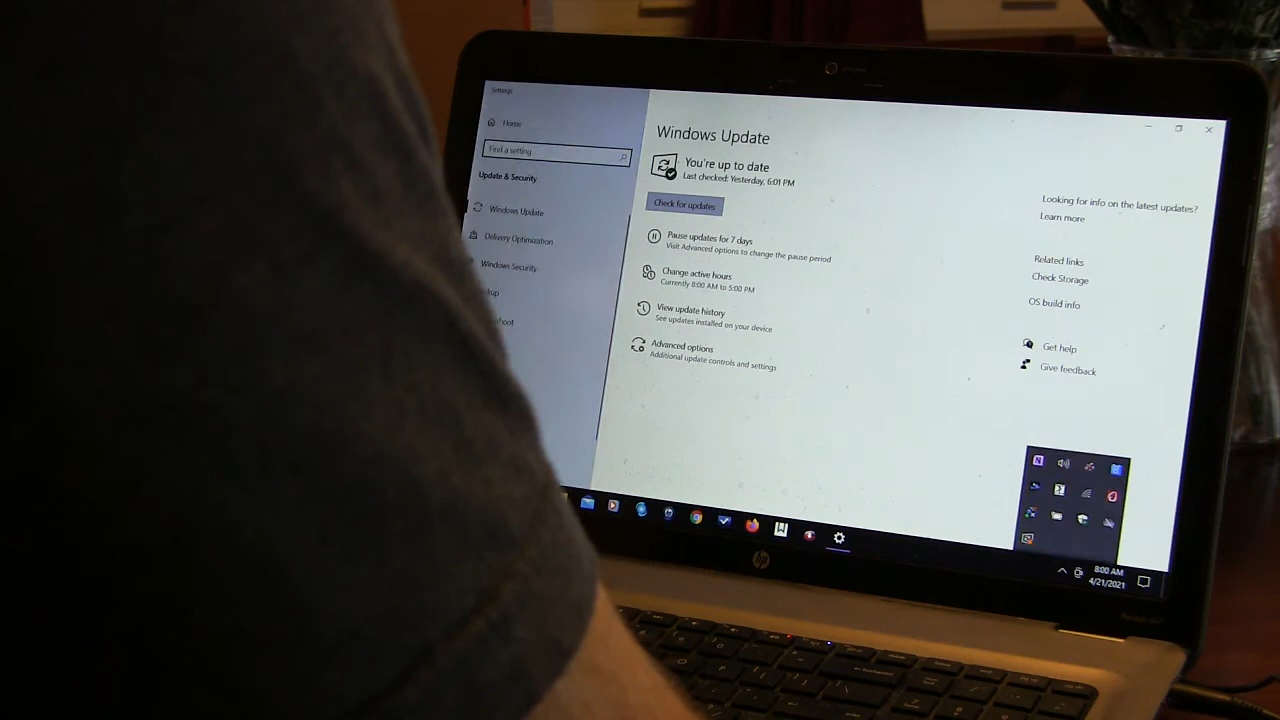 Settings
Home
Find a setting
Update & Security
Windows Update
Delivery Optimization
Windows Security
kup
hoot
Windows Update
You're up to date
Last checked: Yesterday, 6:01 PM
Check for updates
Pause updates for 7 days
Visit Advanced options to change the pause period
Change active hours
Currently 8:00 AM to 5:00 PM
View update history
See updates installed on your device
Advanced options
Additional update controls and settings
Looking for info on the latest updates?
Learn more
Related links
Check Storage
OS build info
Get help
Give feedback
8:00 AM
4/21/2021
hp